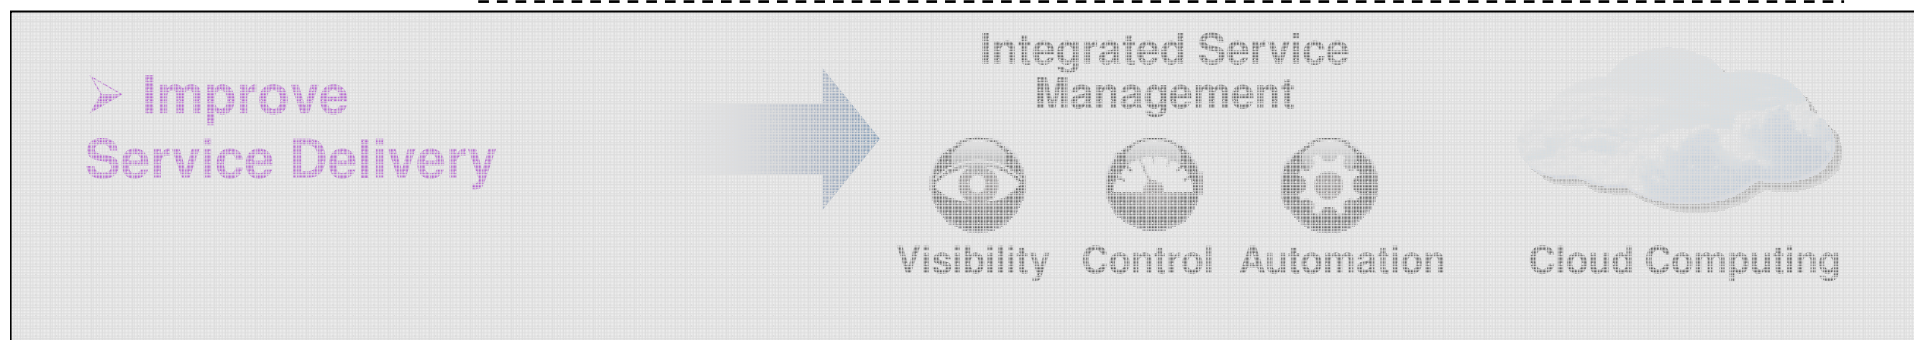 ➢ Improve
Service Delivery
Integrated Service
Management
Visibility Control Automation
Cloud Computing